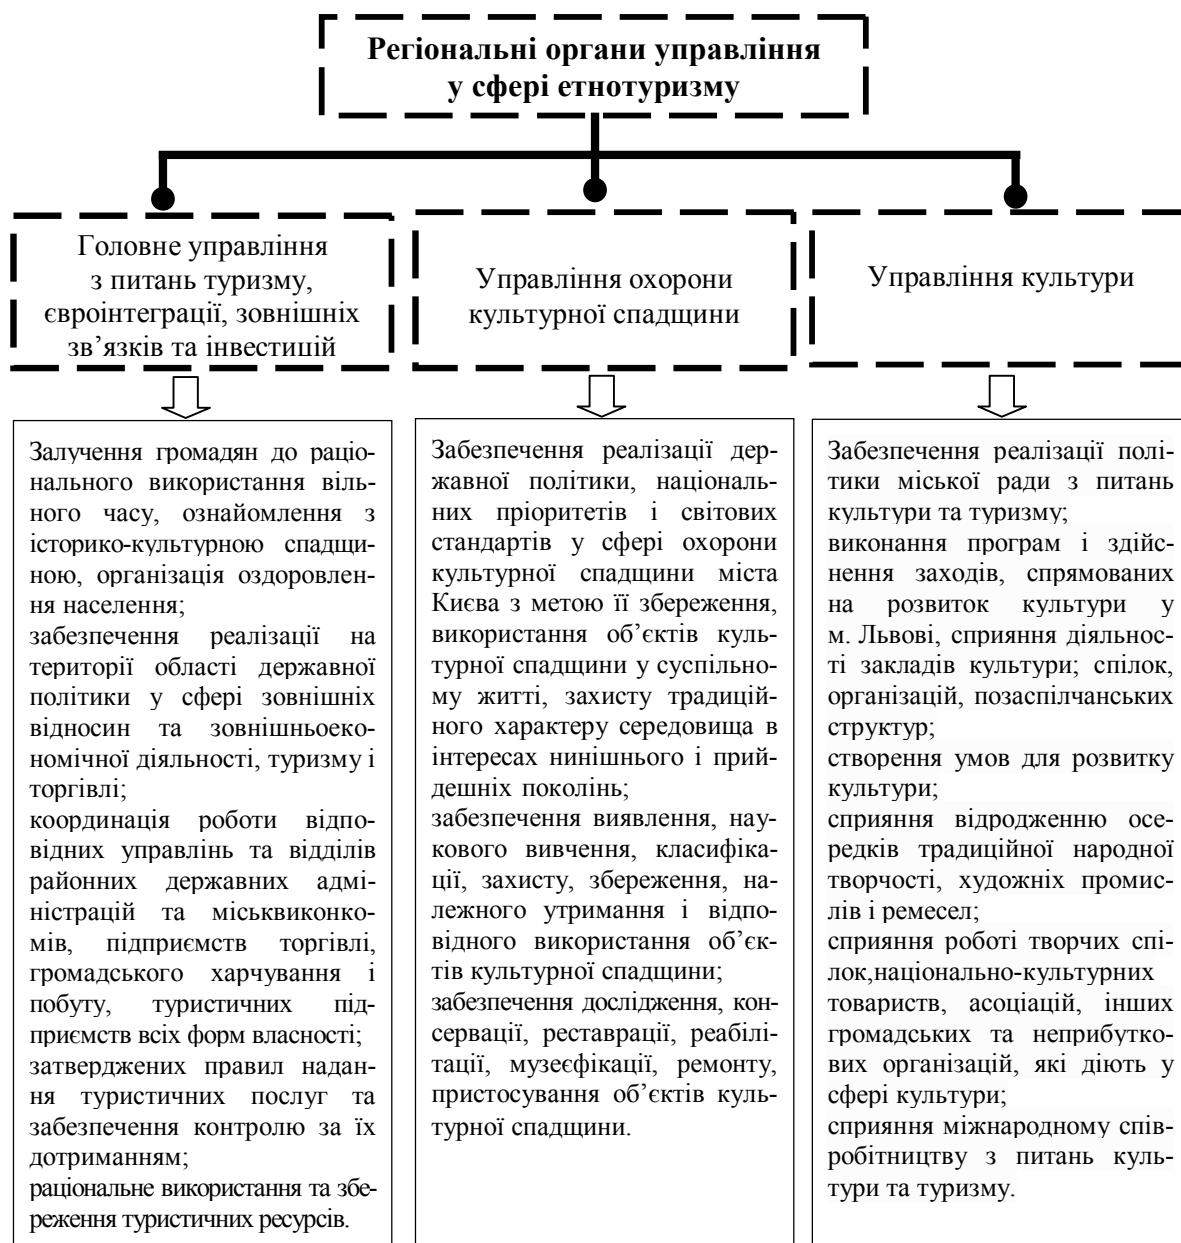 Регіональні органи управління
у сфері етнотуризму
Головне управління
з питань туризму,
євроінтеграції, зовнішніх
зв’язків та інвестицій
Управління охорони
культурної спадщини
Управління культури
Залучення громадян до раціо-
нального використання віль-
ного часу, ознайомлення з
історико-культурною спадщи-
ною, організація оздоровлен-
ня населення;
забезпечення реалізації на
території області державної
політики у сфері зовнішніх
відносин та зовнішньоеко-
номічної діяльності, туризму і
торгівлі;
координація роботи відпо-
відних управлінь та відділів
районних державних адмі-
ністрацій та міськвиконко-
мів, підприємств торгівлі,
громадського харчування і
побуту, туристичних під-
приємств всіх форм власності;
затверджених правил надан-
ня туристичних послуг та
забезпечення контролю за їх
дотриманням;
раціональне використання та збе-
реження туристичних ресурсів.
Забезпечення реалізації дер-
жавної політики, національ-
них пріоритетів і світових
стандартів у сфері охорони
культурної спадщини міста
Києва з метою її збереження,
використання об’єктів куль-
турної спадщини у суспільно-
му житті, захисту традицій-
ного характеру середовища в
інтересах нинішнього і прий-
дешніх поколінь;
забезпечення виявлення, нау-
кового вивчення, класифіка-
ції, захисту, збереження, на-
лежного утримання і відпо-
відного використання об’єк-
тів культурної спадщини;
забезпечення дослідження, кон-
сервації, реставрації, реабілі-
тації, музеєфікації, ремонту,
пристосування об’єктів куль-
турної спадщини.
Забезпечення реалізації полі-
тики міської ради з питань
культури та туризму;
виконання програм і здійс-
нення заходів, спрямованих
на розвиток культури у
м. Львові, сприяння діяльнос-
ті закладів культури; спілок,
організацій, позаспілчанських
структур;
створення умов для розвитку
культури;
сприяння відродженню осе-
редків традиційної народної
творчості, художніх промис-
лів і ремесел;
сприяння роботі творчих спі-
лок,національно-культурних
товариств, асоціацій, інших
громадських та неприбутко-
вих організацій, які діють у
сфері культури;
сприяння міжнародному спів-
робітництву з питань куль-
тури та туризму.